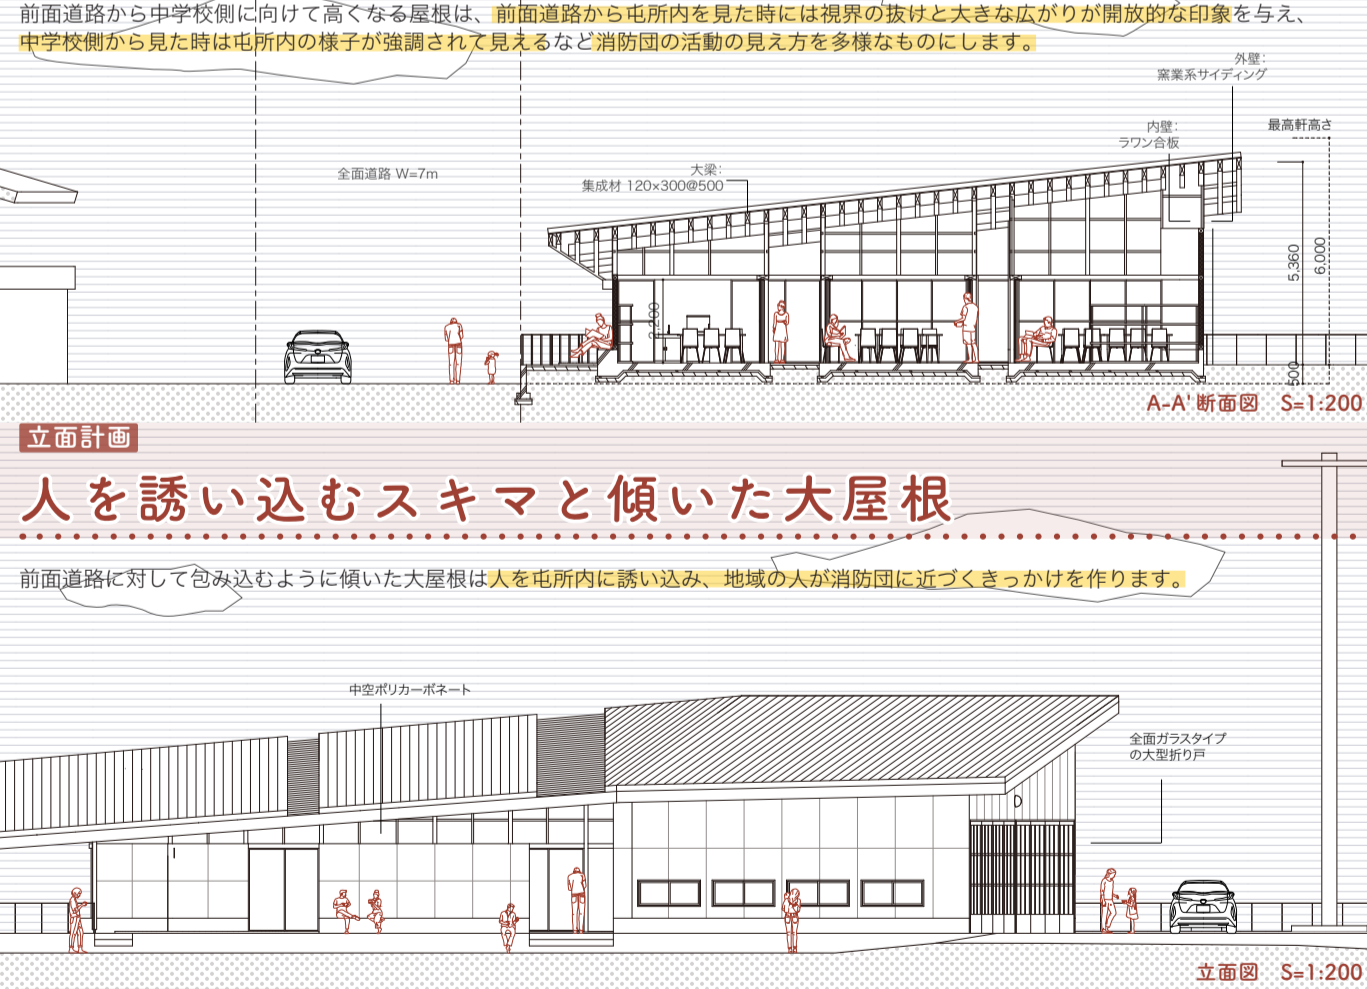 前面道路から中学校側に向けて高くなる屋根は、前面道路から屯所内を見た時には視界の抜けと大きな広がりが開放的な印象を与え、
中学校側から見た時は屯所内の様子が強調されて見えるなど消防団の活動の見え方を多様なものにします。
外壁:
窯業系サイディング
内壁:
ラワン合板
最高軒高さ
全面道路 W=7m
大梁:
集成材 120×300@500
5,360
6,000
2,200
500
A-A' 断面図 S=1:200
立面計画
人を誘い込むスキマと傾いた大屋根
前面道路に対して包み込むように傾いた大屋根は人を屯所内に誘い込み、地域の人が消防団に近づくきっかけを作ります。
中空ポリカーボネート
全面ガラスタイプ
の大型折り戸
立面図 S=1:200